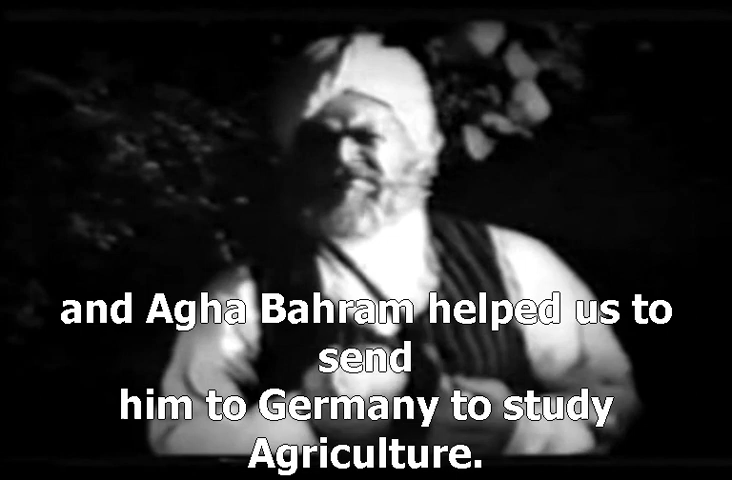 and Agha Bahram helped us to
send
him to Germany to study
Agriculture.